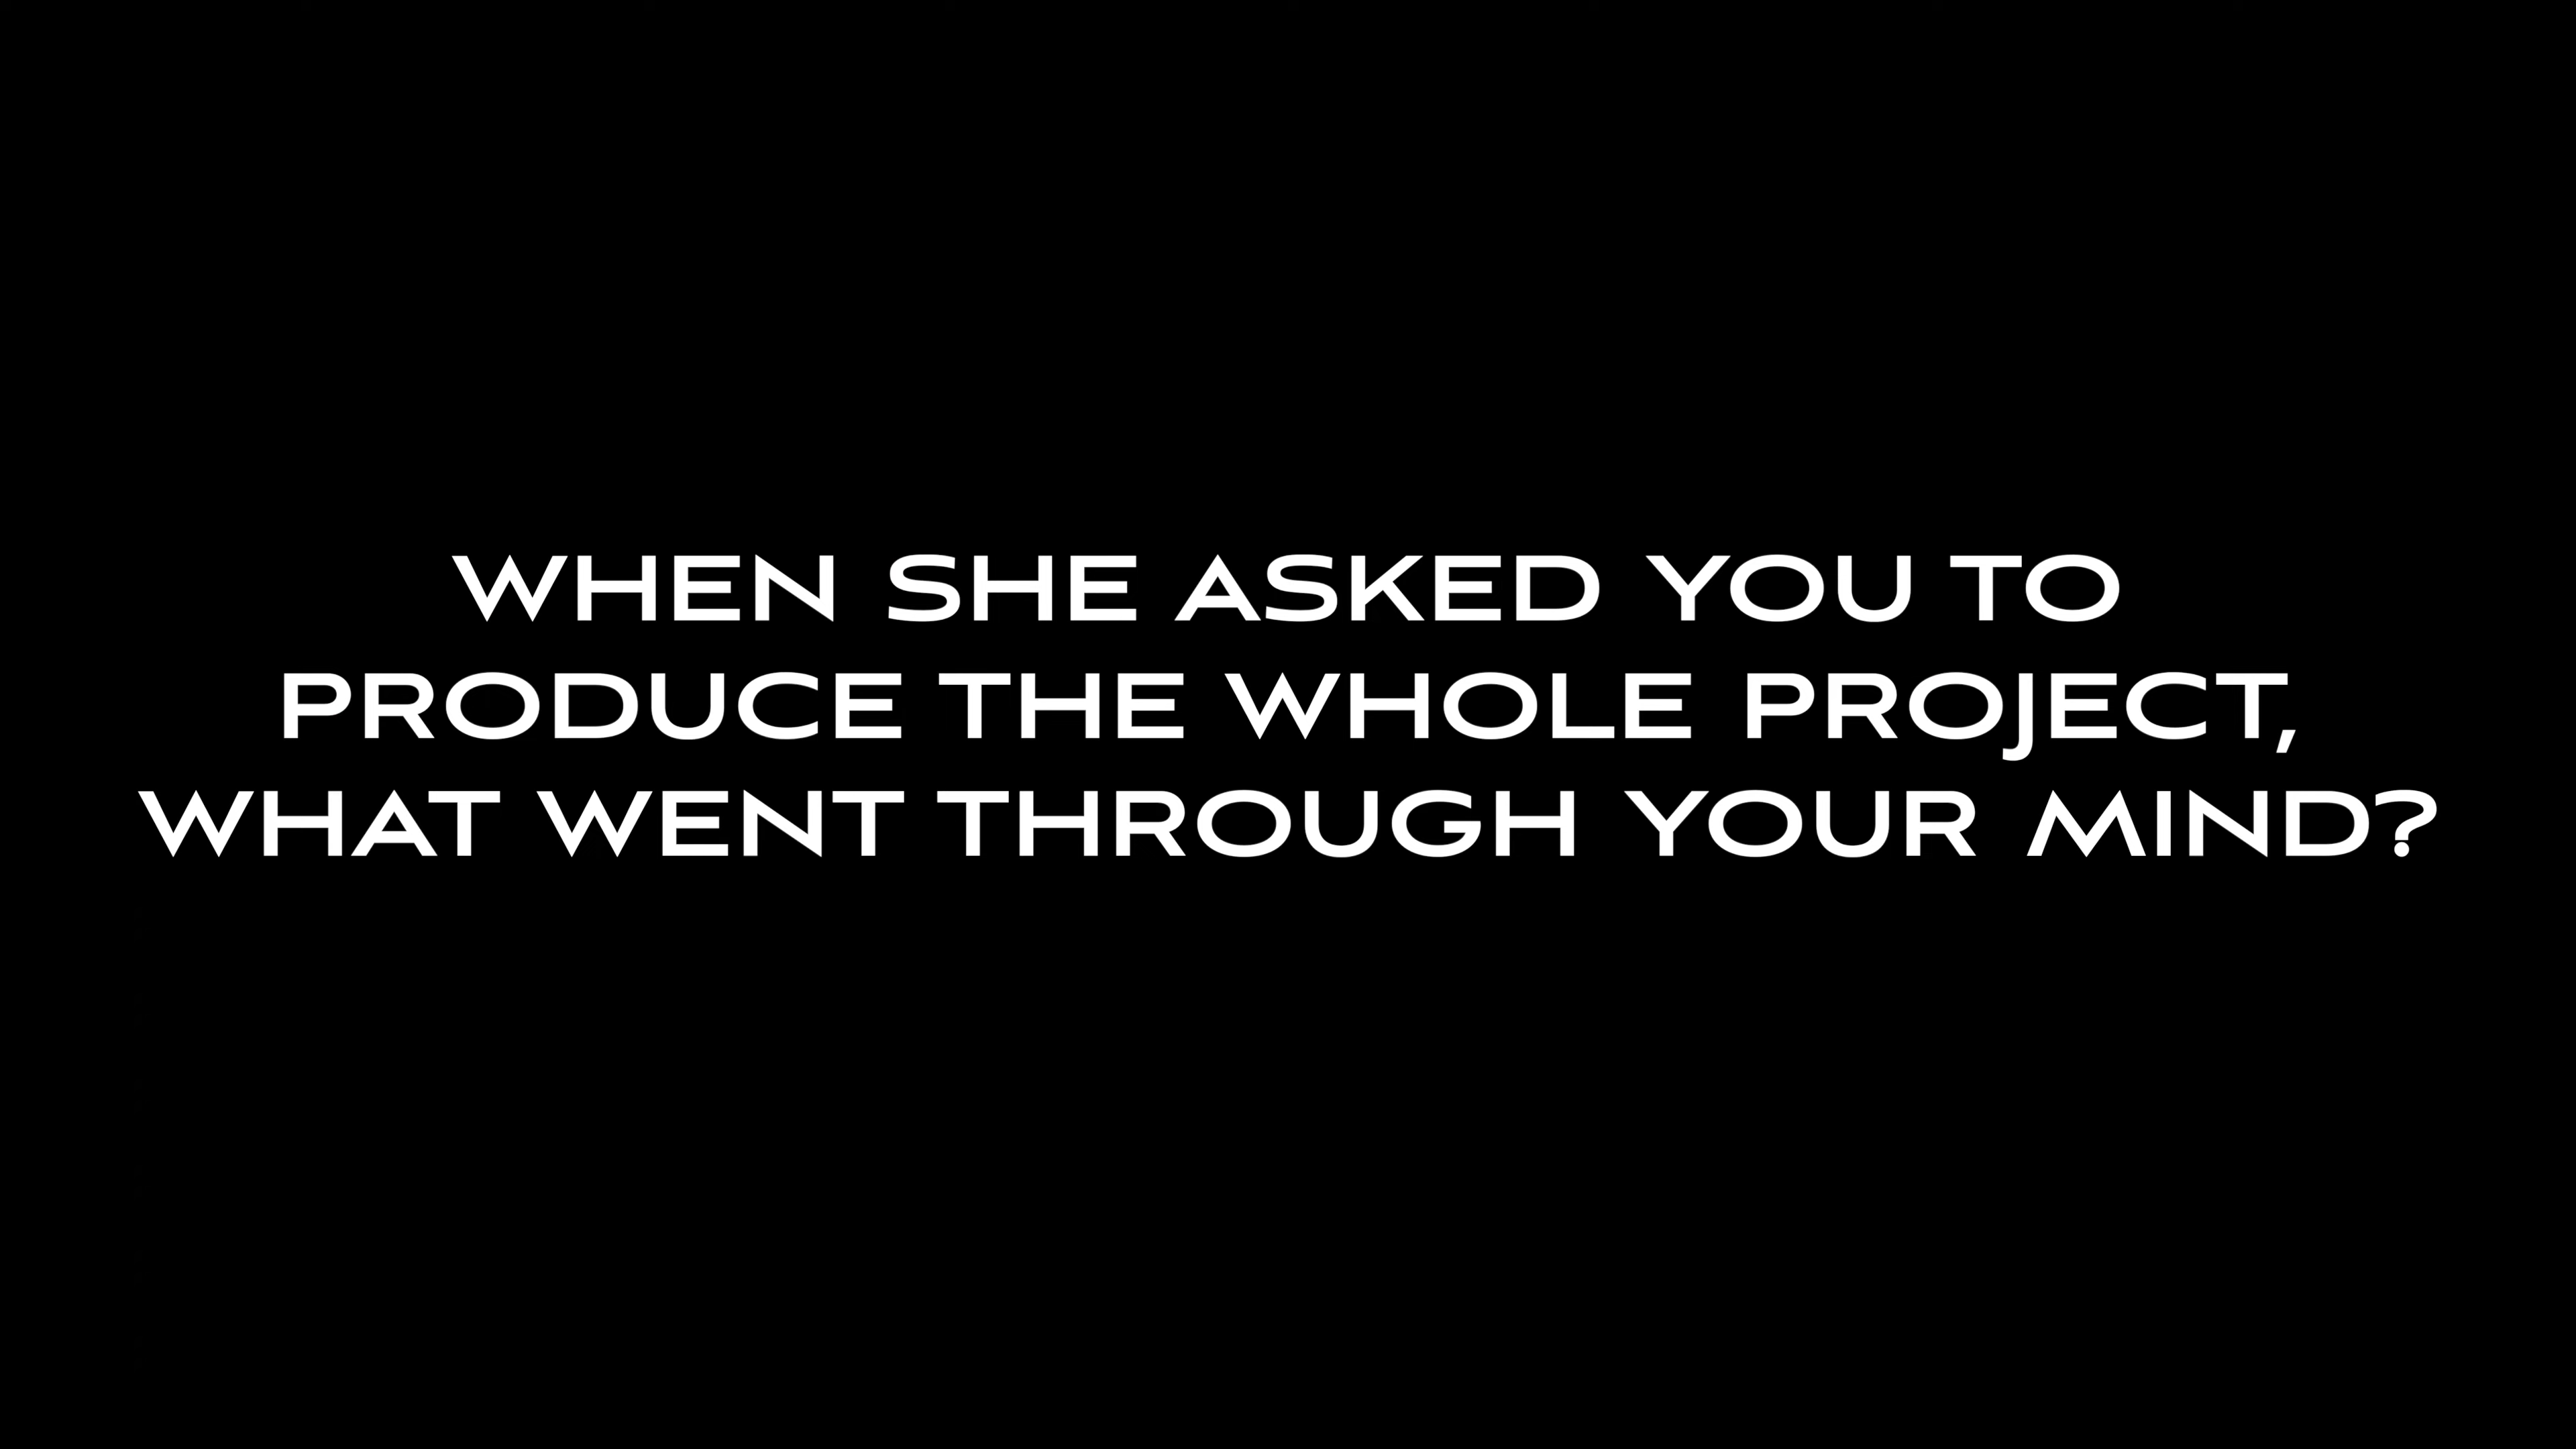 WHEN SHE ASKED YOU TO
PRODUCE THE WHOLE PROJECT,
WHAT WENT THROUGH YOUR MIND?